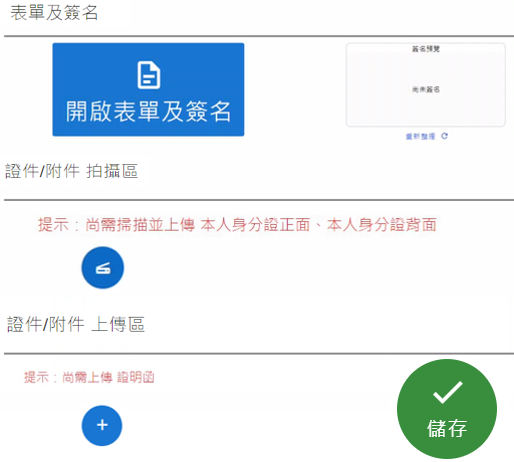 表單及簽名
開啟表單及簽名
簽名預覽
尚未簽名
重新整理
證件/附件 拍攝區
提示：尚需掃描並上傳 本人身分證正面、本人身分證背面
證件/附件 上傳區
提示：尚需上傳 證明函
儲存